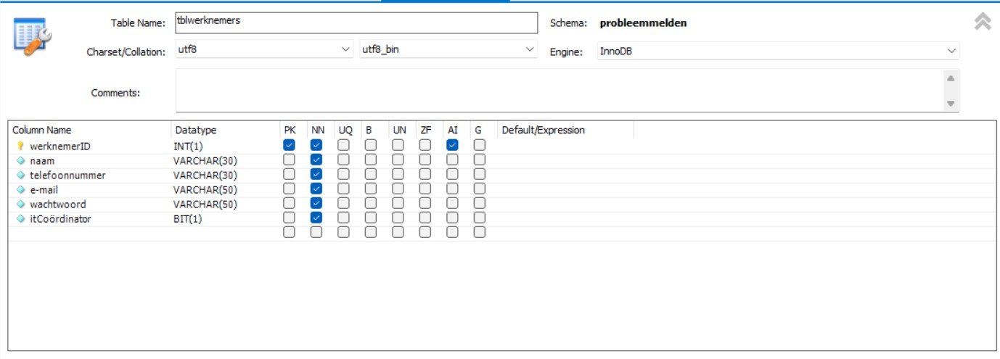 Table Name: tblwerknemers Schema: probleemmelden
Charset/Collation: utf8 utf8_bin Engine: InnoDB
Comments:
Column Name Datatype PK NN UQ B UN ZF AI G Default/Expression
werknemerID INT(1)
naam VARCHAR(30)
telefoonnummer VARCHAR(30)
e-mail VARCHAR(50)
wachtwoord VARCHAR(50)
itCoördinator BIT(1)